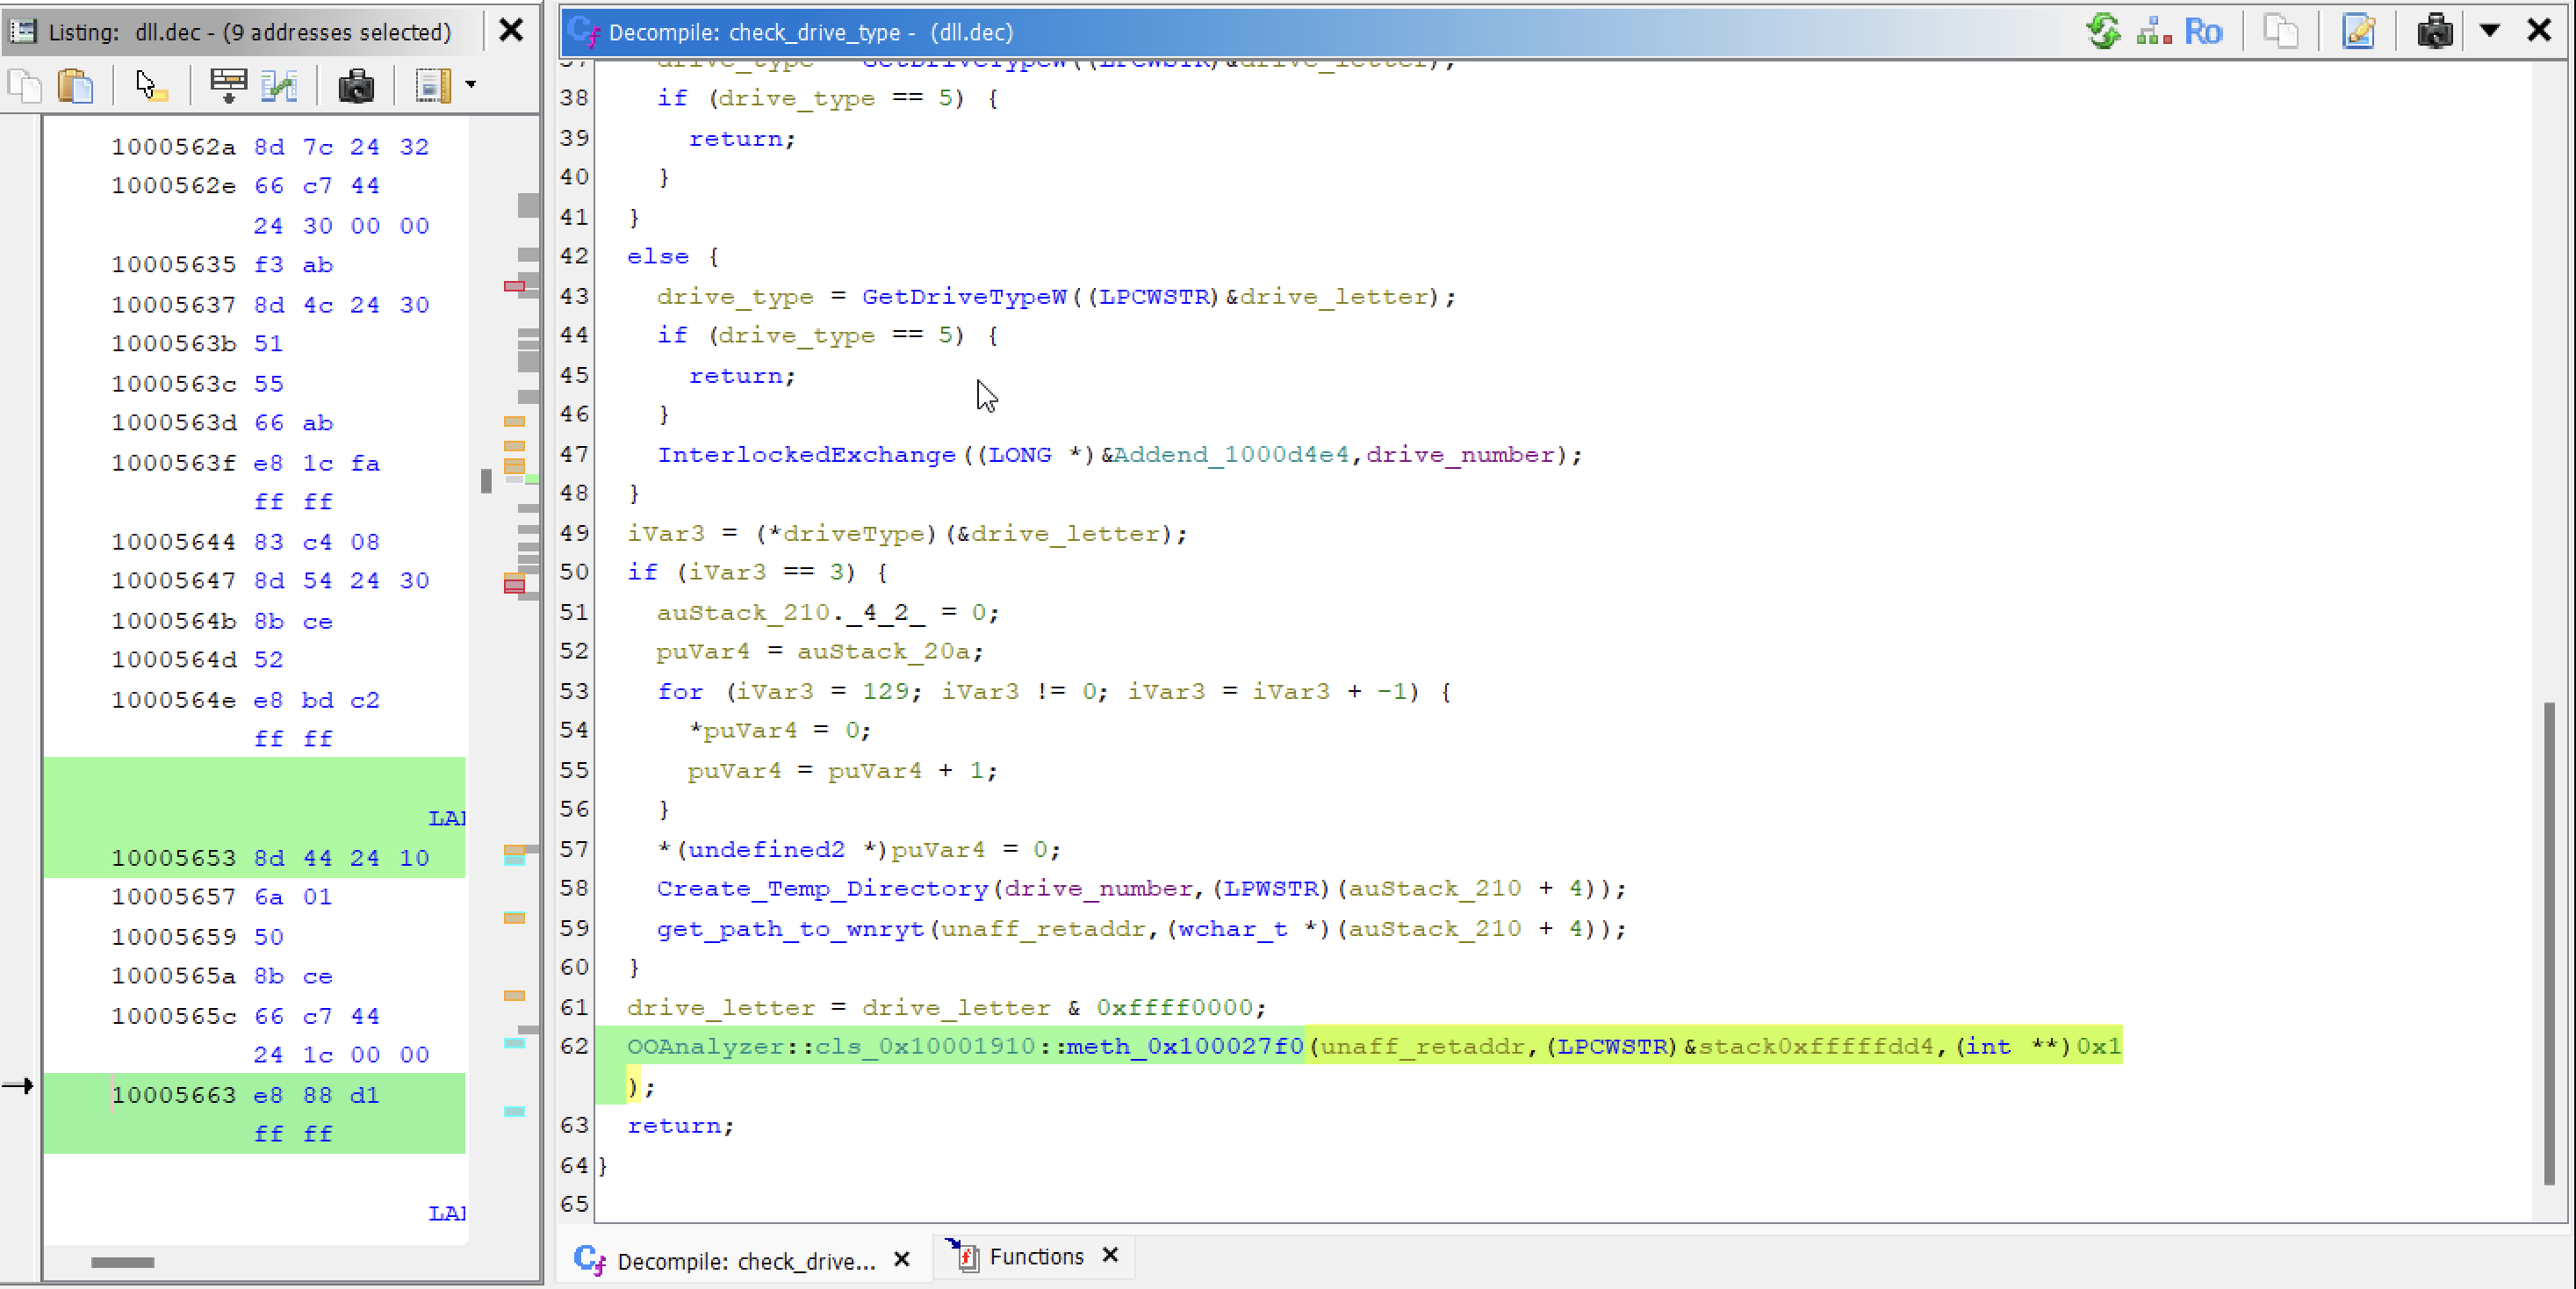 Listing: dll.dec - (9 addresses selected)
1000562a 8d 7c 24 32
1000562e 66 c7 44
24 30 00 00
10005635 f3 ab
10005637 8d 4c 24 30
1000563b 51
1000563c 55
1000563d 66 ab
1000563f e8 1c fa
ff ff
10005644 83 c4 08
10005647 8d 54 24 30
1000564b 8b ce
1000564d 52
1000564e e8 bd c2
ff ff
10005653 8d 44 24 10
10005657 6a 01
10005659 50
1000565a 8b ce
1000565c 66 c7 44
24 1c 00 00
10005663 e8 88 d1
ff ff
Decompile: check_drive_type - (dll.dec)
Ro
37 drive_type = GetDriveTypeW((LPCWSTR)&drive_letter);
38 if (drive_type == 5) {
39 return;
40 }
41 }
42 else {
43 drive_type = GetDriveTypeW((LPCWSTR)&drive_letter);
44 if (drive_type == 5) {
45 return;
46 }
47 InterlockedExchange((LONG *)&Addend_1000d4e4,drive_number);
48 }
49 iVar3 = (*driveType)(&drive_letter);
50 if (iVar3 == 3) {
51 auStack_210._4_2_ = 0;
52 puVar4 = auStack_20a;
53 for (iVar3 = 129; iVar3 != 0; iVar3 = iVar3 + -1) {
54 *puVar4 = 0;
55 puVar4 = puVar4 + 1;
56 }
57 *(undefined2 *)puVar4 = 0;
58 Create_Temp_Directory(drive_number,(LPWSTR)(auStack_210 + 4));
59 get_path_to_wnryt(unaff_retaddr,(wchar_t *)(auStack_210 + 4));
60 }
61 drive_letter = drive_letter & 0xffff0000;
62 OOAnalyzer::cls_0x10001910::meth_0x100027f0(unaff_retaddr,(LPCWSTR)&stack0xfffffdd4,(int **)0x1
);
63 return;
64 }
65
Decompile: check_drive...
Functions